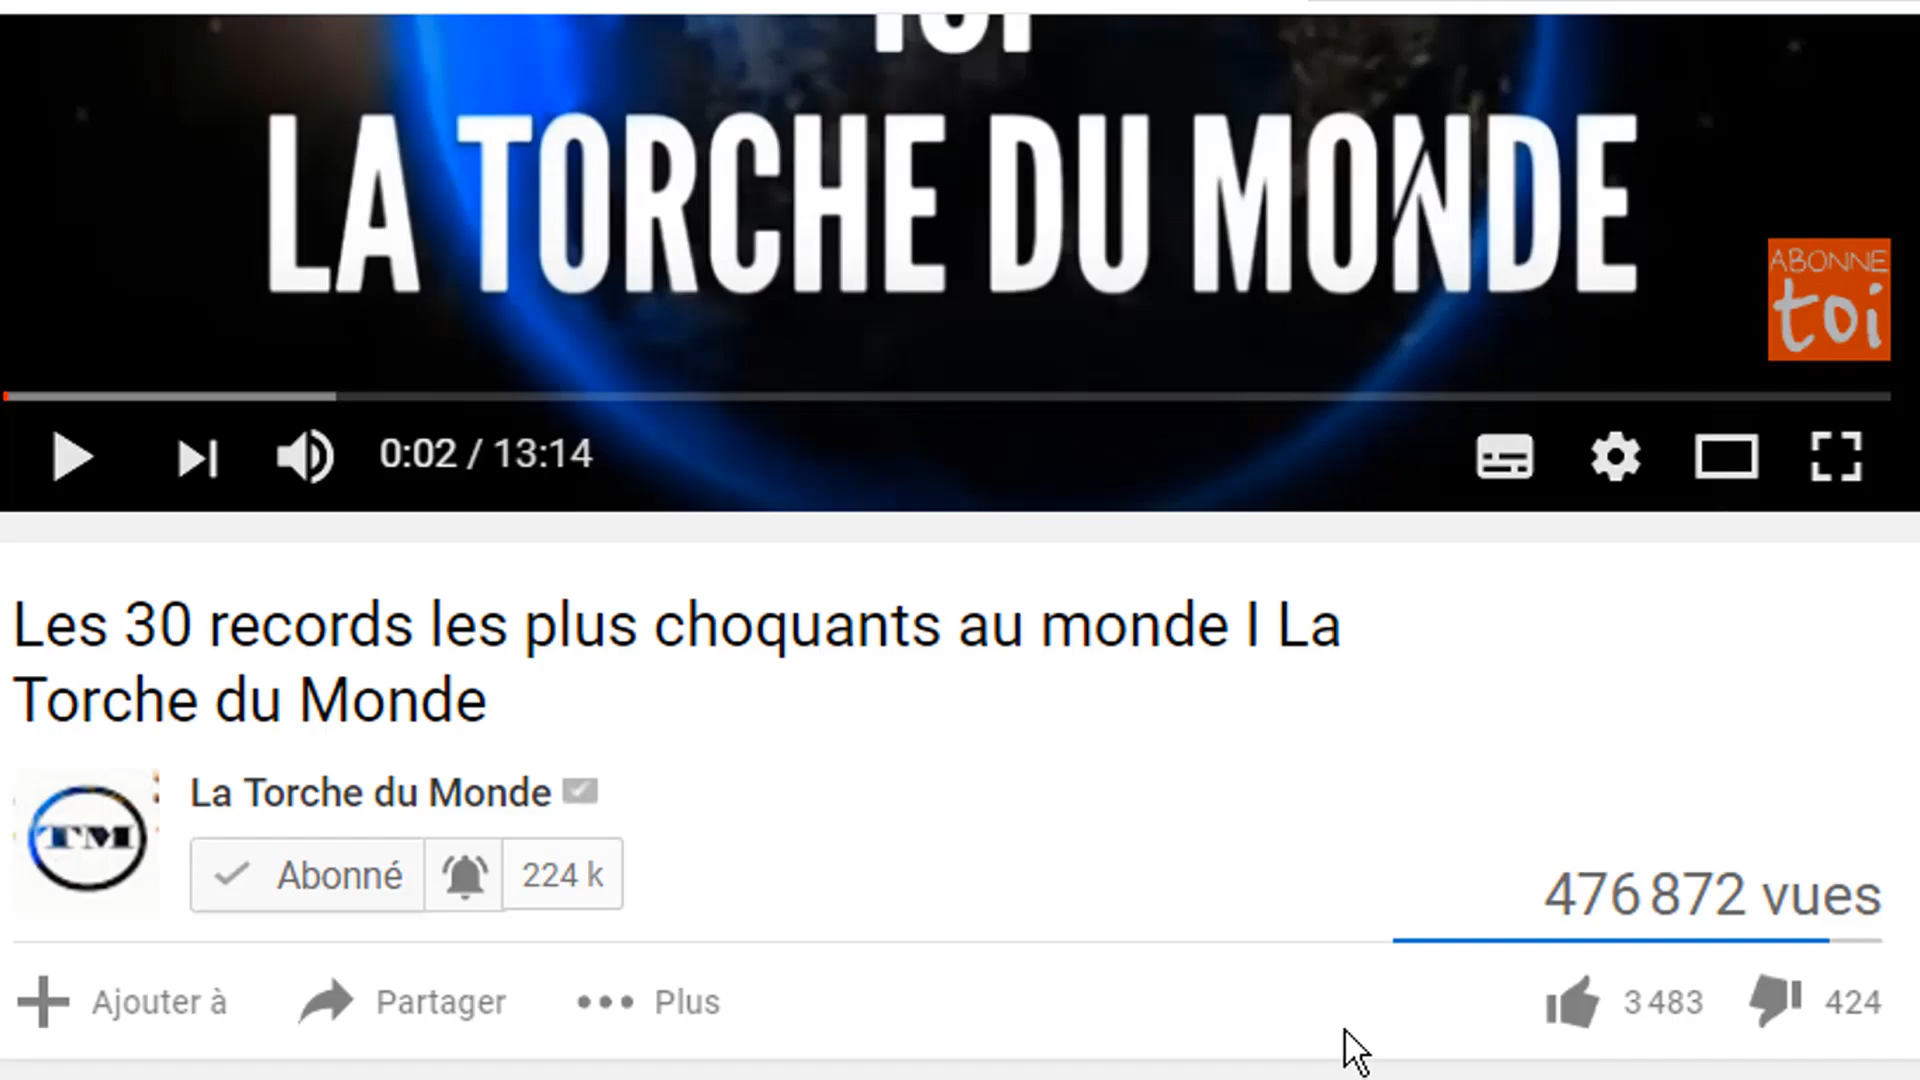 LA TORCHE DU MONDE
ABONNE
toi
0:02 / 13:14
Les 30 records les plus choquants au monde I La
Torche du Monde
TM
La Torche du Monde
Abonné 224 k
476 872 vues
Ajouter à Partager Plus 3 483 424